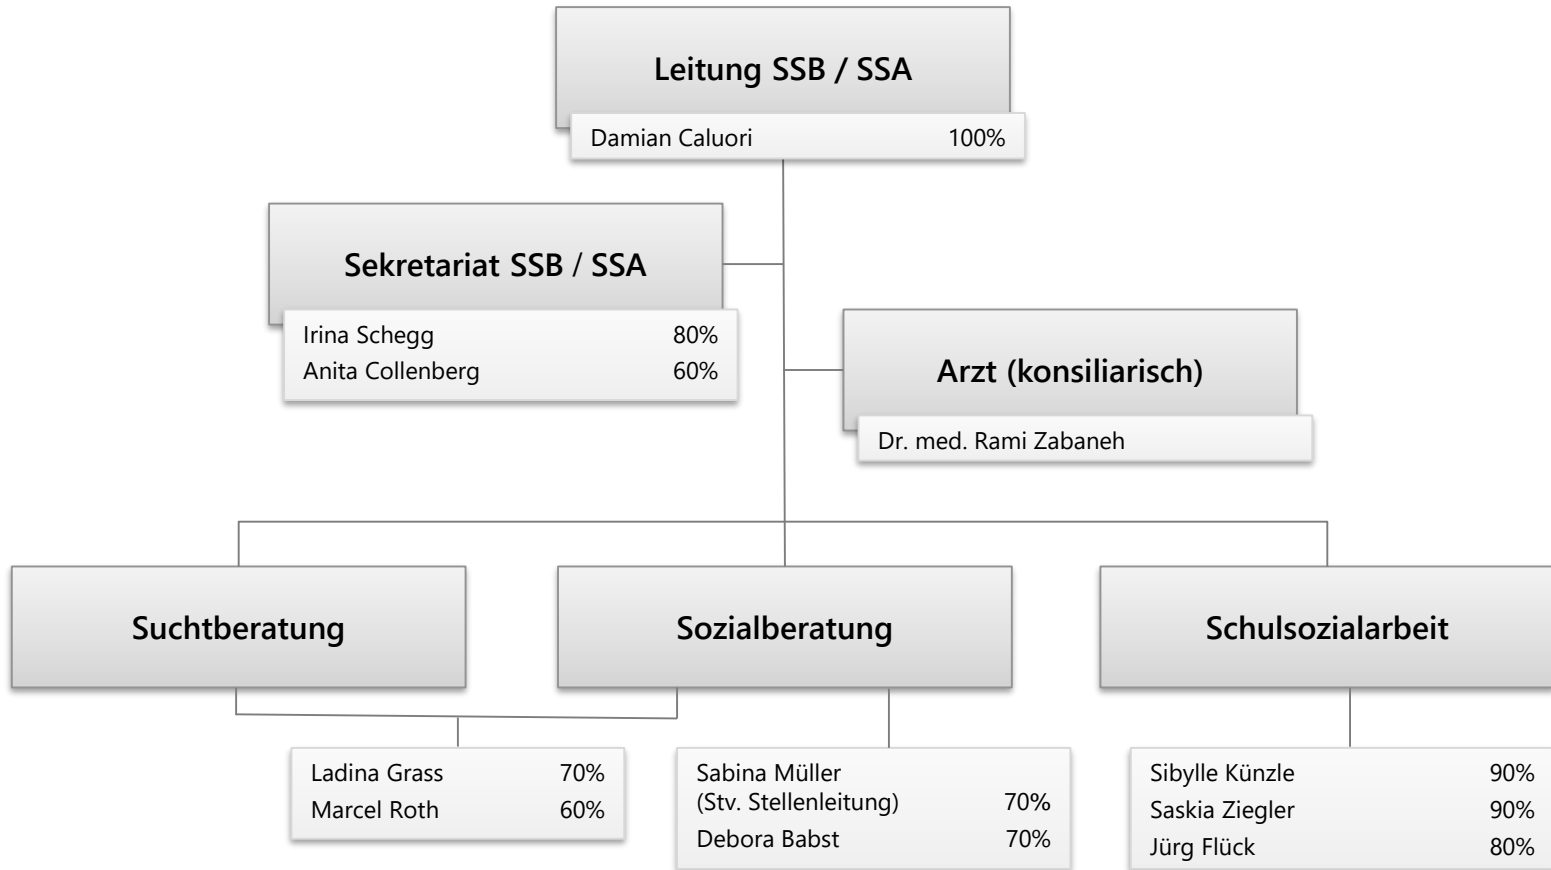 Leitung SSB / SSA
Damian Caluori 100%
Sekretariat SSB / SSA
Irina Schegg 80%
Anita Collenberg 60%
Arzt (konsiliarisch)
Dr. med. Rami Zabaneh
Suchtberatung
Sozialberatung
Schulsozialarbeit
Ladina Grass 70%
Marcel Roth 60%
Sabina Müller
(Stv. Stellenleitung) 70%
Debora Babst 70%
Sibylle Künzle 90%
Saskia Ziegler 90%
Jürg Flück 80%